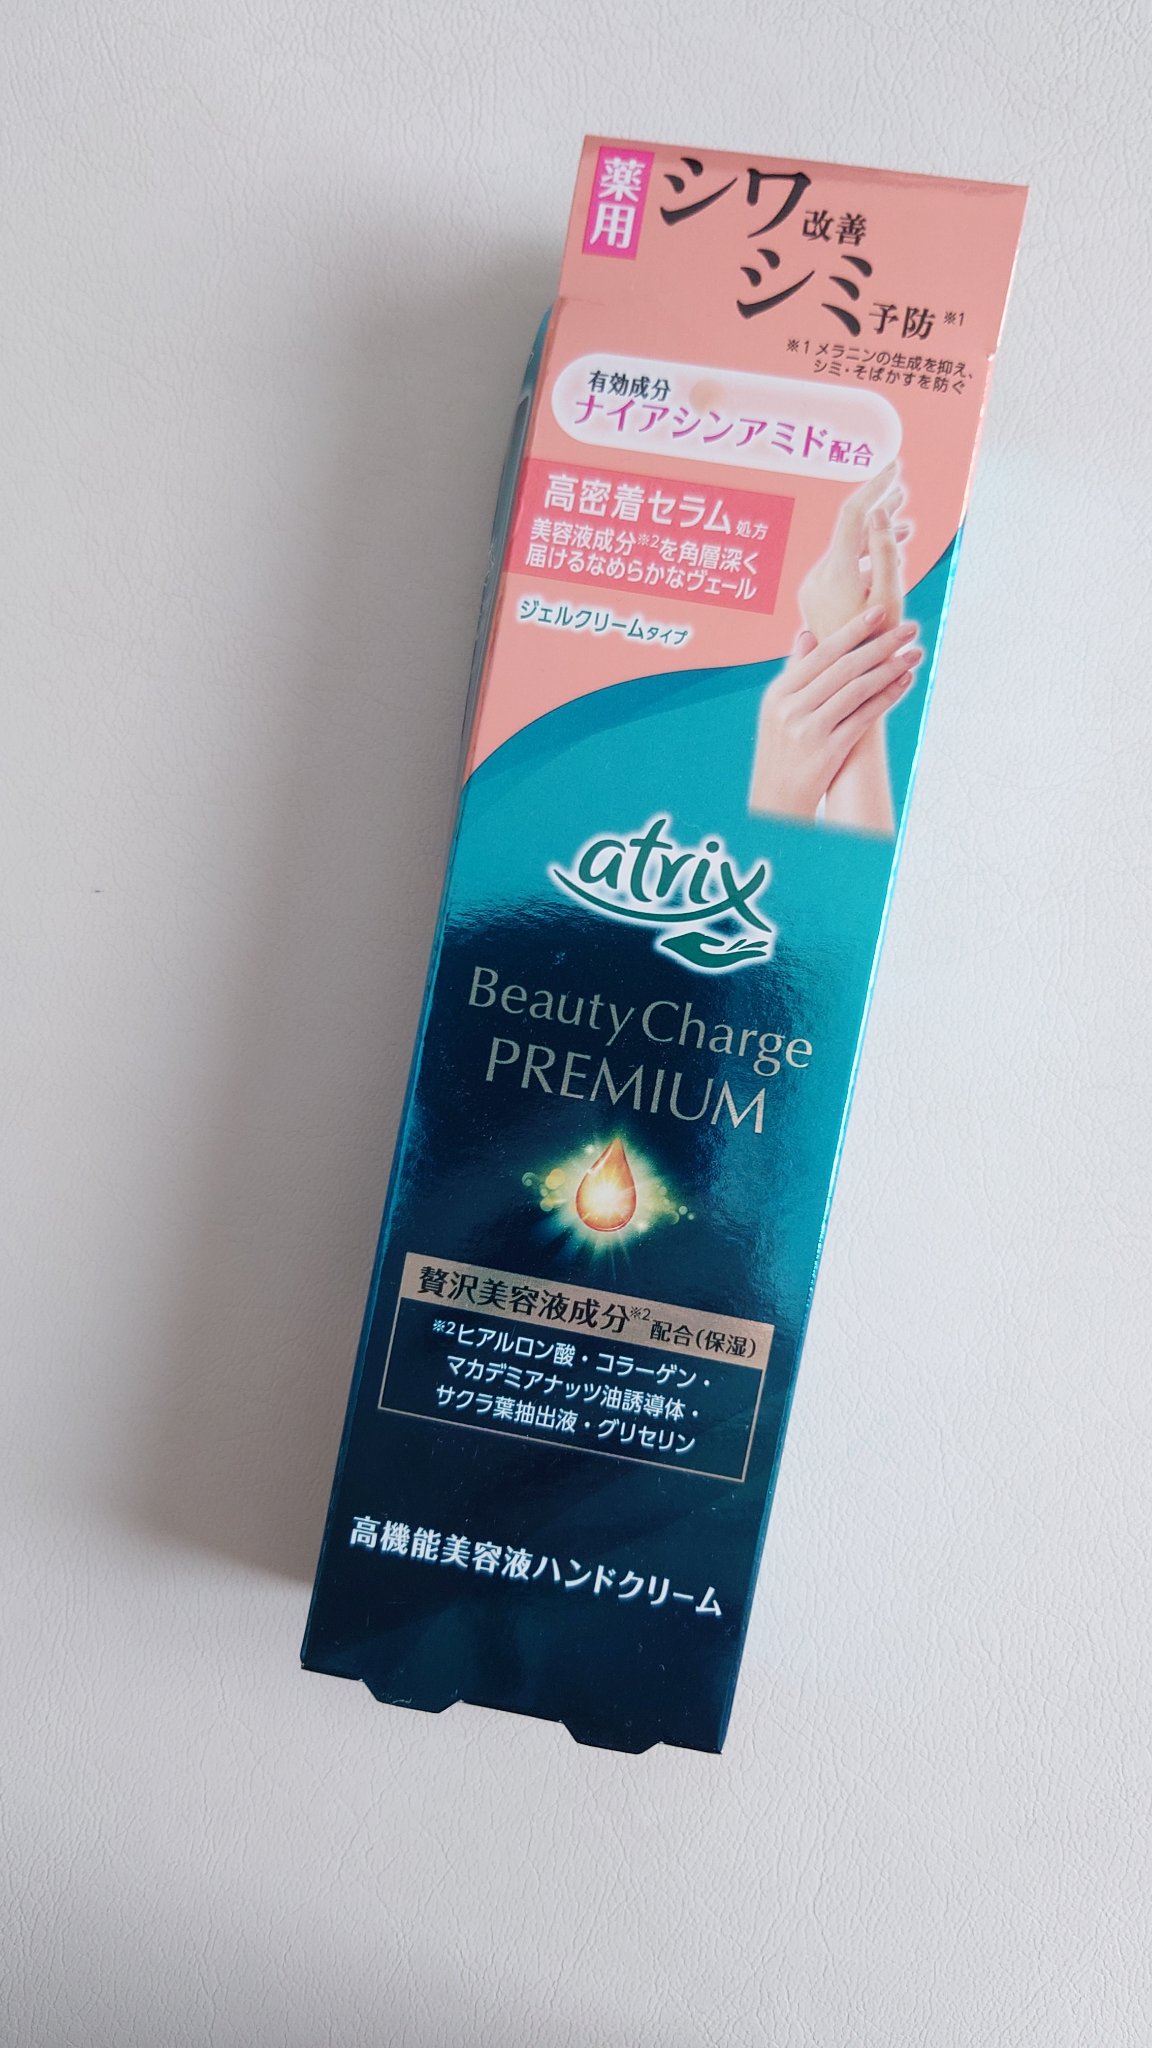 薬用
シワ改善
シミ予防※1
※1 メラニンの生成を抑え、
シミ・そばかすを防ぐ
有効成分
ナイアシンアミド配合
高密着セラム処方
美容液成分※2を角層深く
届けるなめらかなヴェール
ジェルクリームタイプ
atrix
Beauty Charge
PREMIUM
贅沢美容液成分※2配合(保湿)
※2ヒアルロン酸・コラーゲン・
マカデミアナッツ油誘導体・
サクラ葉抽出液・グリセリン
高機能美容液ハンドクリーム